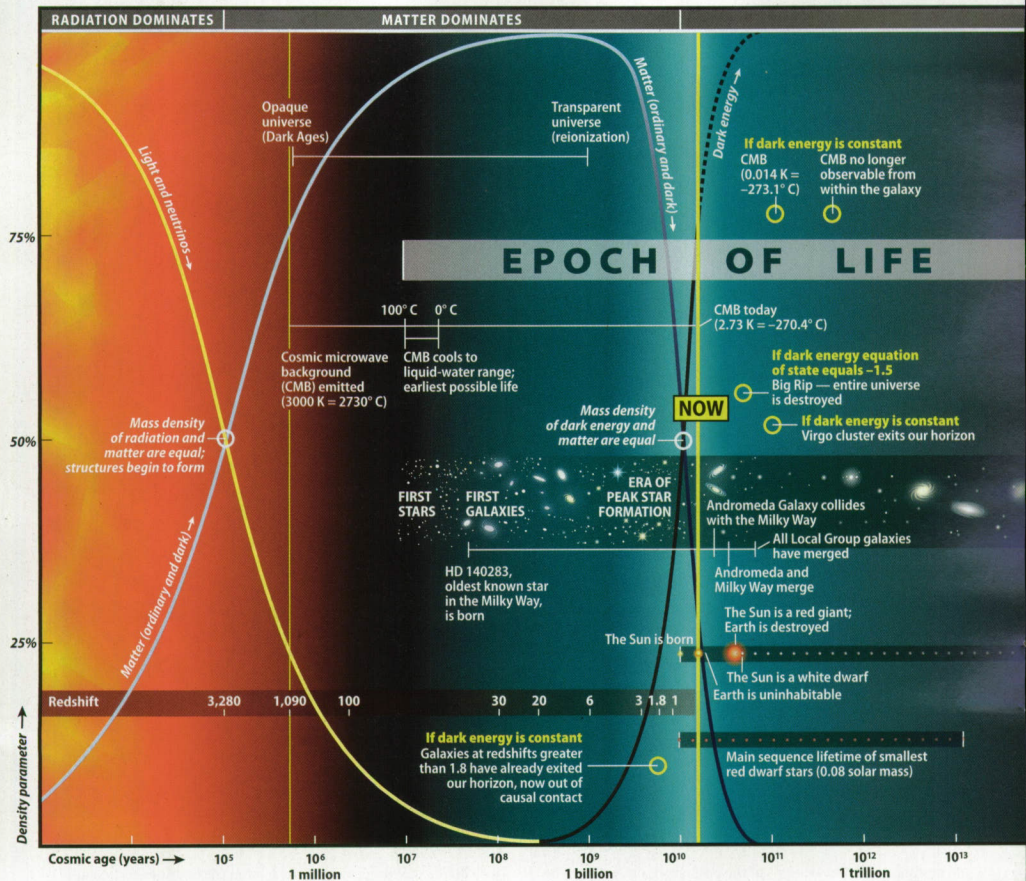 RADIATION DOMINATES
MATTER DOMINATES
Opaque
universe
(Dark Ages)
Transparent
universe
(reionization)
Matter (ordinary and dark) →
Dark energy →
Light and neutrinos →
If dark energy is constant
CMB
(0.014 K =
–273.1° C)
CMB no longer
observable from
within the galaxy
75%
EPOCH OF LIFE
100° C
0° C
CMB today
(2.73 K = –270.4° C)
Cosmic microwave
background
(CMB) emitted
(3000 K = 2730° C)
CMB cools to
liquid-water range;
earliest possible life
If dark energy equation
of state equals –1.5
Big Rip — entire universe
is destroyed
NOW
Mass density
of radiation and
matter are equal;
structures begin to form
Mass density
of dark energy and
matter are equal
If dark energy is constant
Virgo cluster exits our horizon
50%
FIRST
STARS
FIRST
GALAXIES
ERA OF
PEAK STAR
FORMATION
Andromeda Galaxy collides
with the Milky Way
All Local Group galaxies
have merged
HD 140283,
oldest known star
in the Milky Way,
is born
Andromeda and
Milky Way merge
Matter (ordinary and dark) →
The Sun is a red giant;
Earth is destroyed
25%
The Sun is born
The Sun is a white dwarf
Earth is uninhabitable
Redshift 3,280 1,090 100 30 20 6 3 1.8 1
If dark energy is constant
Galaxies at redshifts greater
than 1.8 have already exited
our horizon, now out of
causal contact
Main sequence lifetime of smallest
red dwarf stars (0.08 solar mass)
Density parameter →
Cosmic age (years) → 10⁵ 10⁶ 10⁷ 10⁸ 10⁹ 10¹⁰ 10¹¹ 10¹² 10¹³
1 million 1 billion 1 trillion